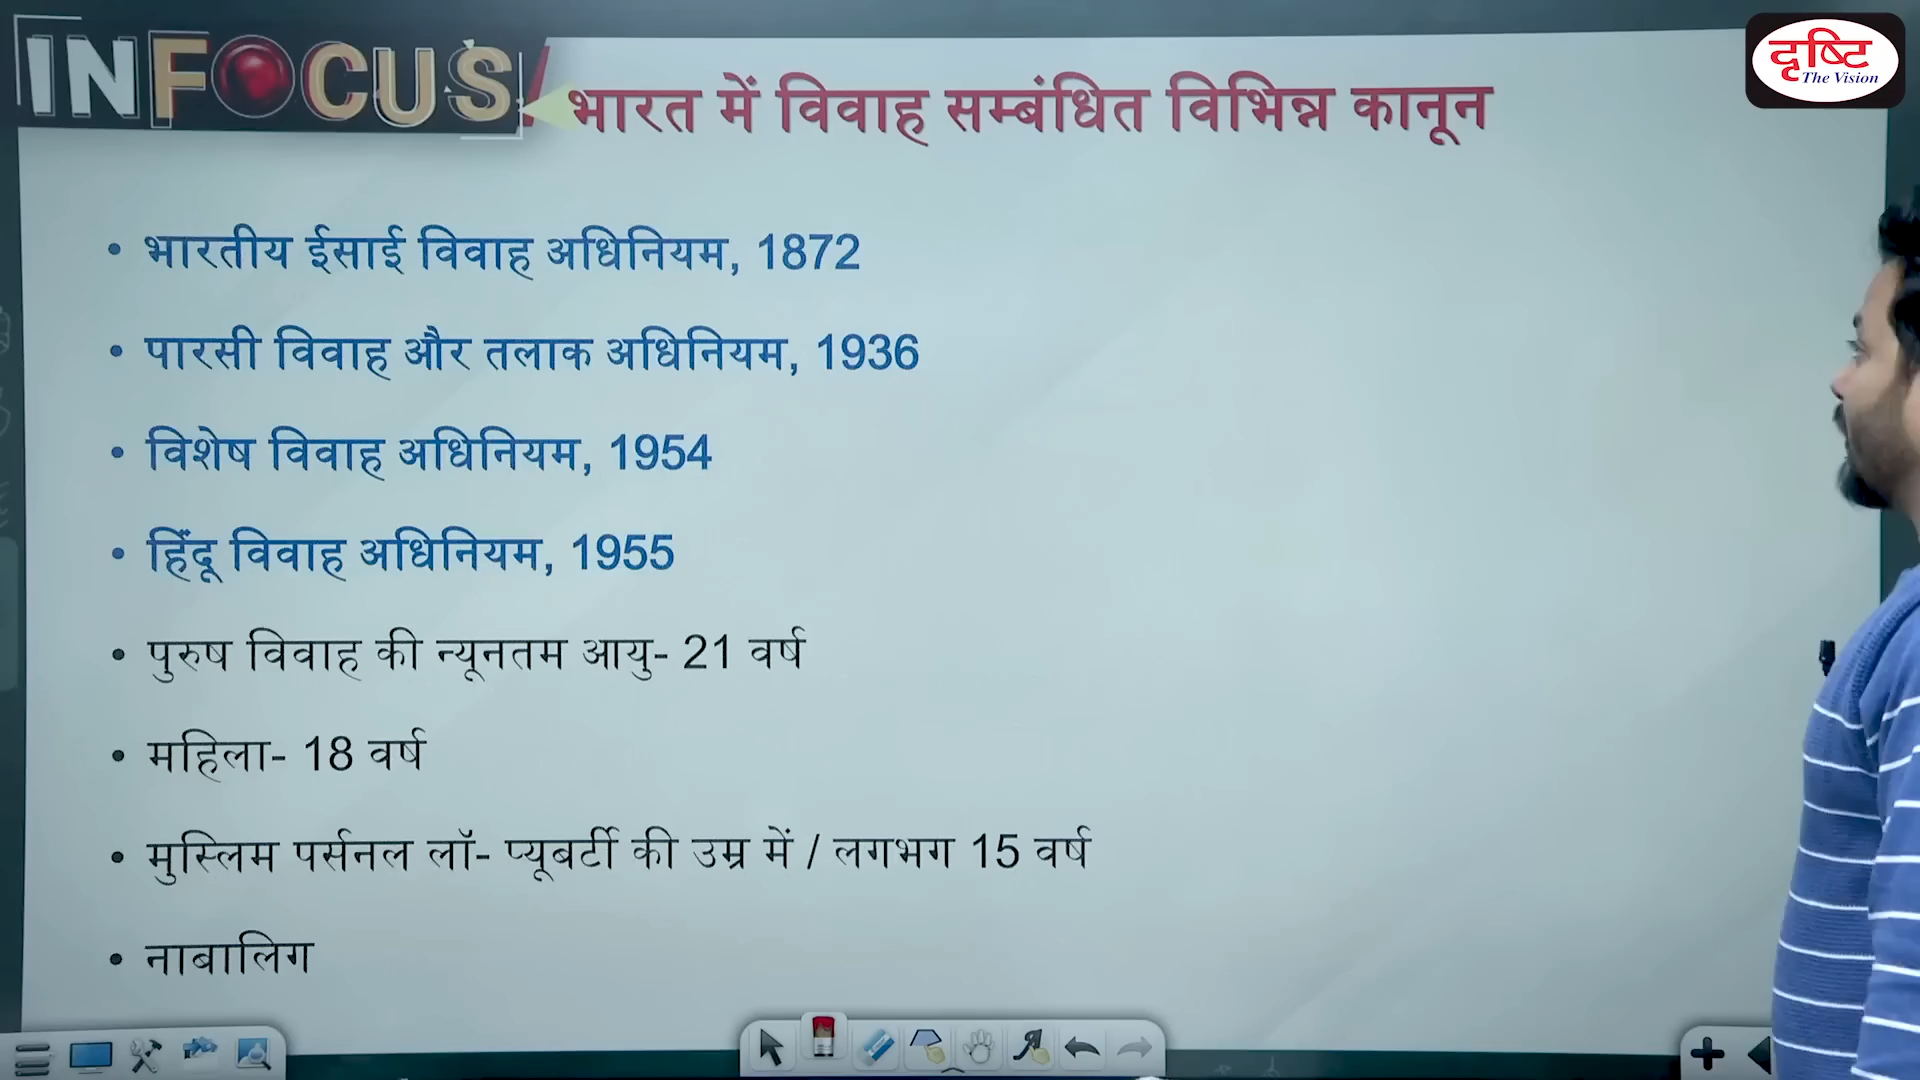 INFOCUS
दृष्टि
The Vision
भारत में विवाह सम्बंधित विभिन्न कानून
• भारतीय ईसाई विवाह अधिनियम, 1872
• पारसी विवाह और तलाक अधिनियम, 1936
• विशेष विवाह अधिनियम, 1954
• हिंदू विवाह अधिनियम, 1955
• पुरुष विवाह की न्यूनतम आयु- 21 वर्ष
• महिला- 18 वर्ष
• मुस्लिम पर्सनल लॉ- प्यूबर्टी की उम्र में / लगभग 15 वर्ष
• नाबालिग